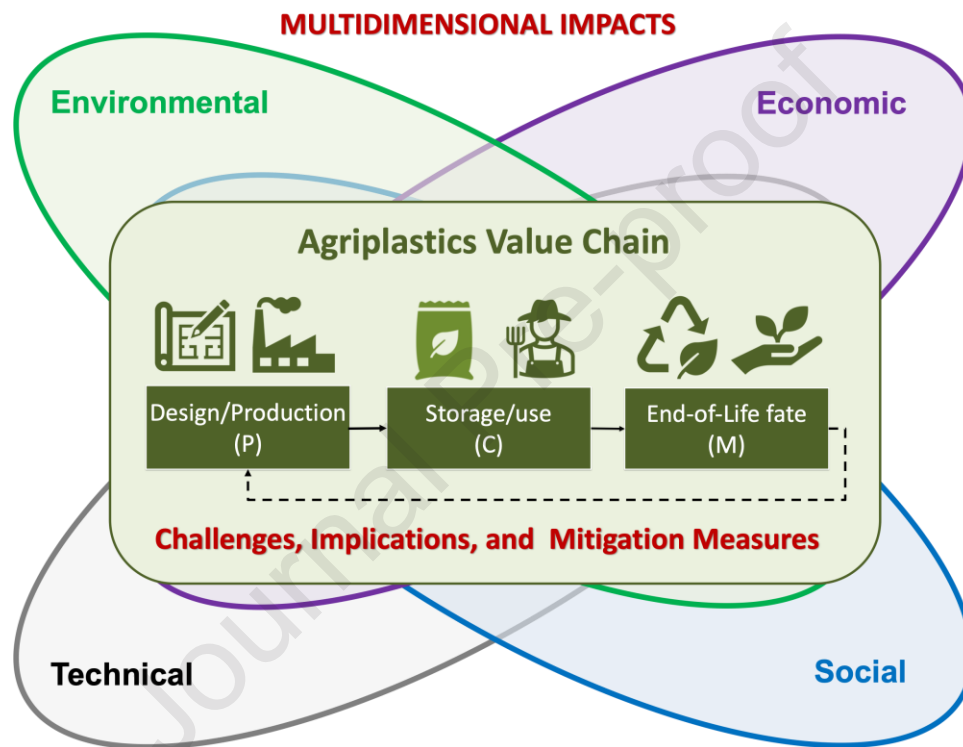 MULTIDIMENSIONAL IMPACTS
Environmental
Economic
Agriplastics Value Chain
Design/Production
(P)
Storage/use
(C)
End-of-Life fate
(M)
Challenges, Implications, and Mitigation Measures
Technical
Social
Journal Pre-proof